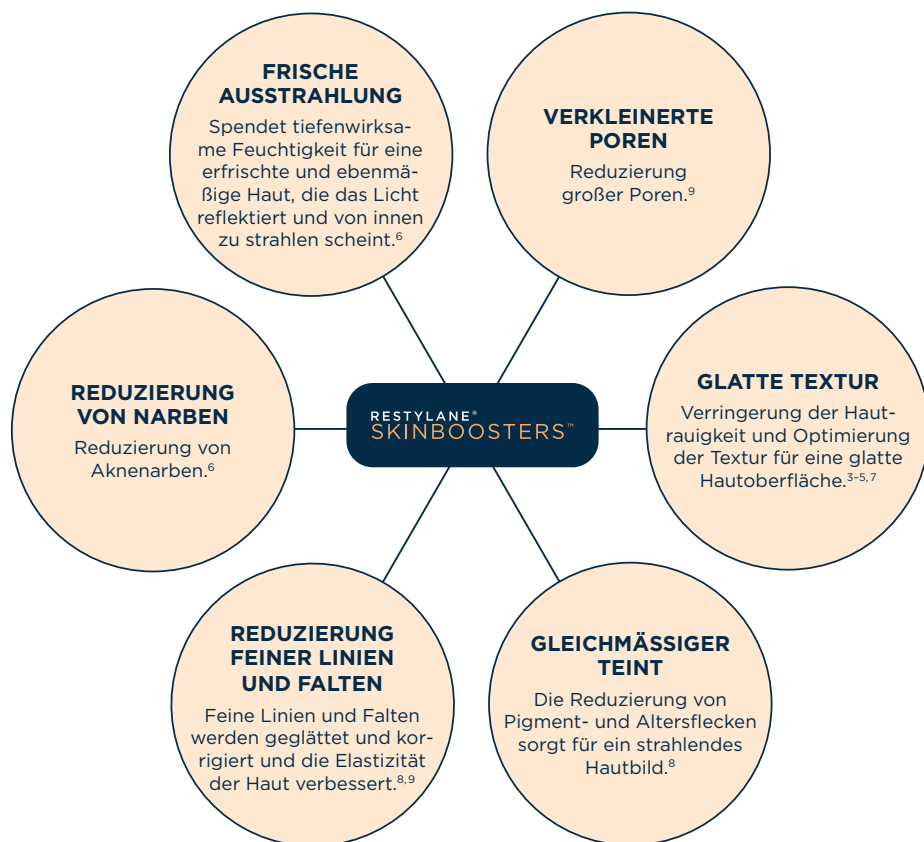 FRISCHE
AUSSTRAHLUNG
Spendet tiefenwirksa-
me Feuchtigkeit für eine
erfrischte und ebenmä-
ßige Haut, die das Licht
reflektiert und von innen
zu strahlen scheint.⁶
VERKLEINERTE
POREN
Reduzierung
großer Poren.⁹
REDUZIERUNG
VON NARBEN
Reduzierung von
Aknenarben.⁶
RESTYLANE®
SKINBOOSTERS™
GLATTE TEXTUR
Verringerung der Haut-
rauigkeit und Optimierung
der Textur für eine glatte
Hautoberfläche.³⁻⁵,⁷
REDUZIERUNG
FEINER LINIEN
UND FALTEN
Feine Linien und Falten
werden geglättet und kor-
rigiert und die Elastizität
der Haut verbessert.⁸,⁹
GLEICHMÄSSIGER
TEINT
Die Reduzierung von
Pigment- und Altersflecken
sorgt für ein strahlendes
Hautbild.⁸